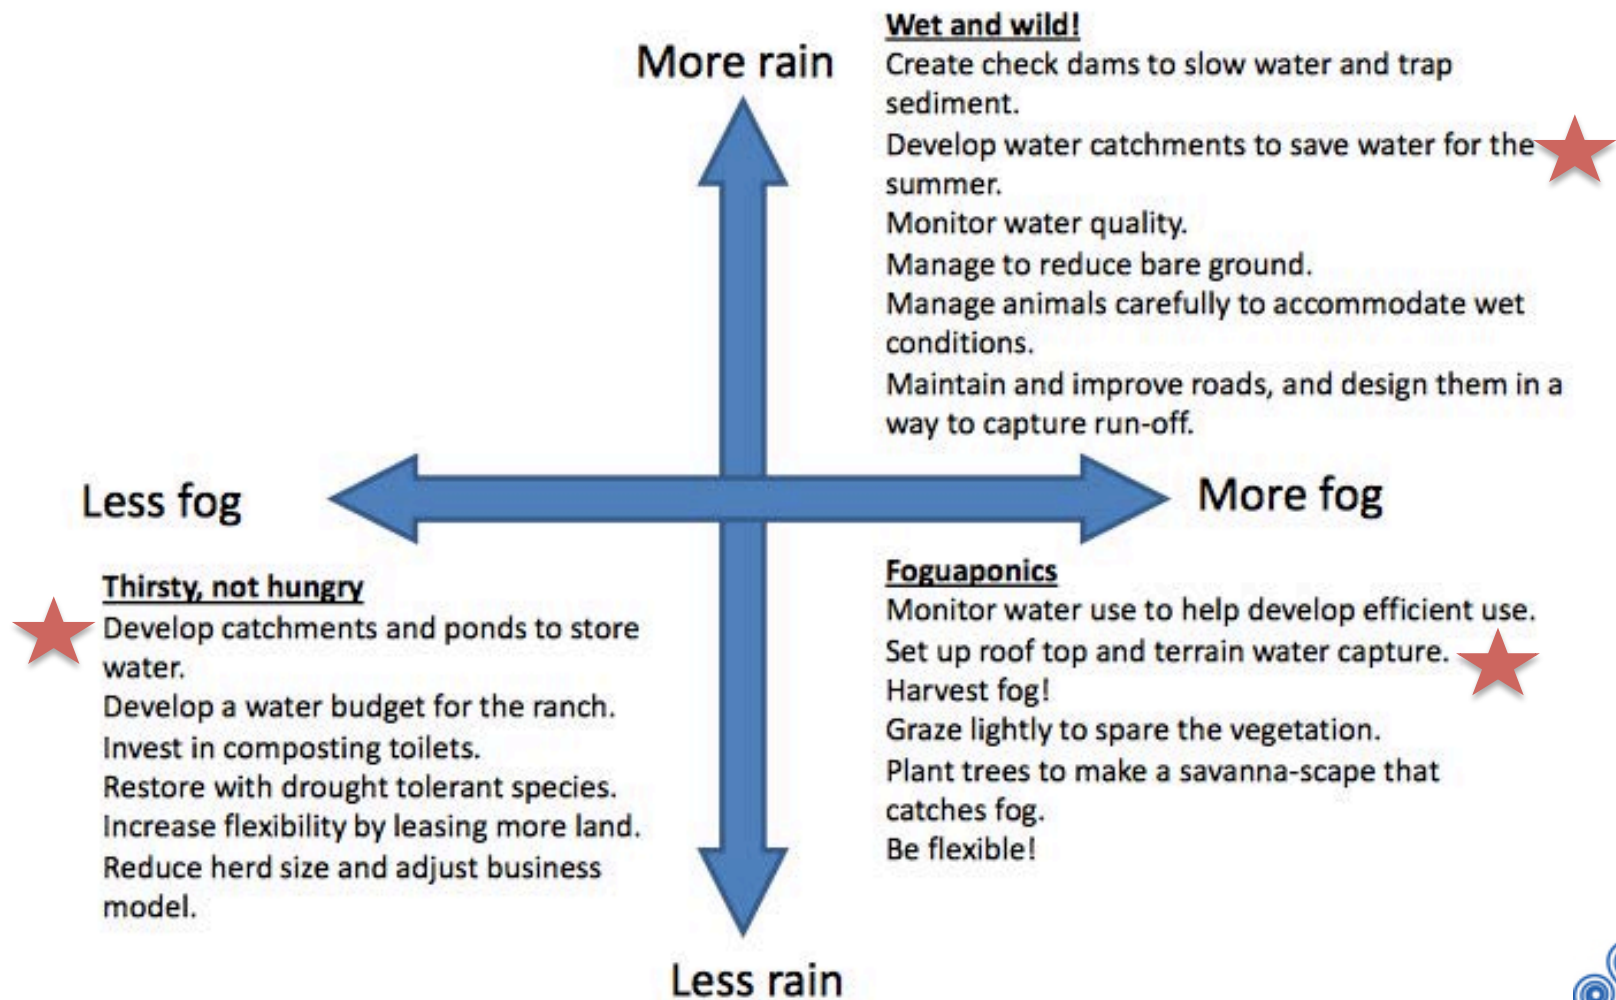 More rain
Wet and wild!
Create check dams to slow water and trap
sediment.
Develop water catchments to save water for the
summer.
Monitor water quality.
Manage to reduce bare ground.
Manage animals carefully to accommodate wet
conditions.
Maintain and improve roads, and design them in a
way to capture run-off.
Less fog
More fog
Thirsty, not hungry
Develop catchments and ponds to store
water.
Develop a water budget for the ranch.
Invest in composting toilets.
Restore with drought tolerant species.
Increase flexibility by leasing more land.
Reduce herd size and adjust business
model.
Foguaponics
Monitor water use to help develop efficient use.
Set up roof top and terrain water capture.
Harvest fog!
Graze lightly to spare the vegetation.
Plant trees to make a savanna-scape that
catches fog.
Be flexible!
Less rain